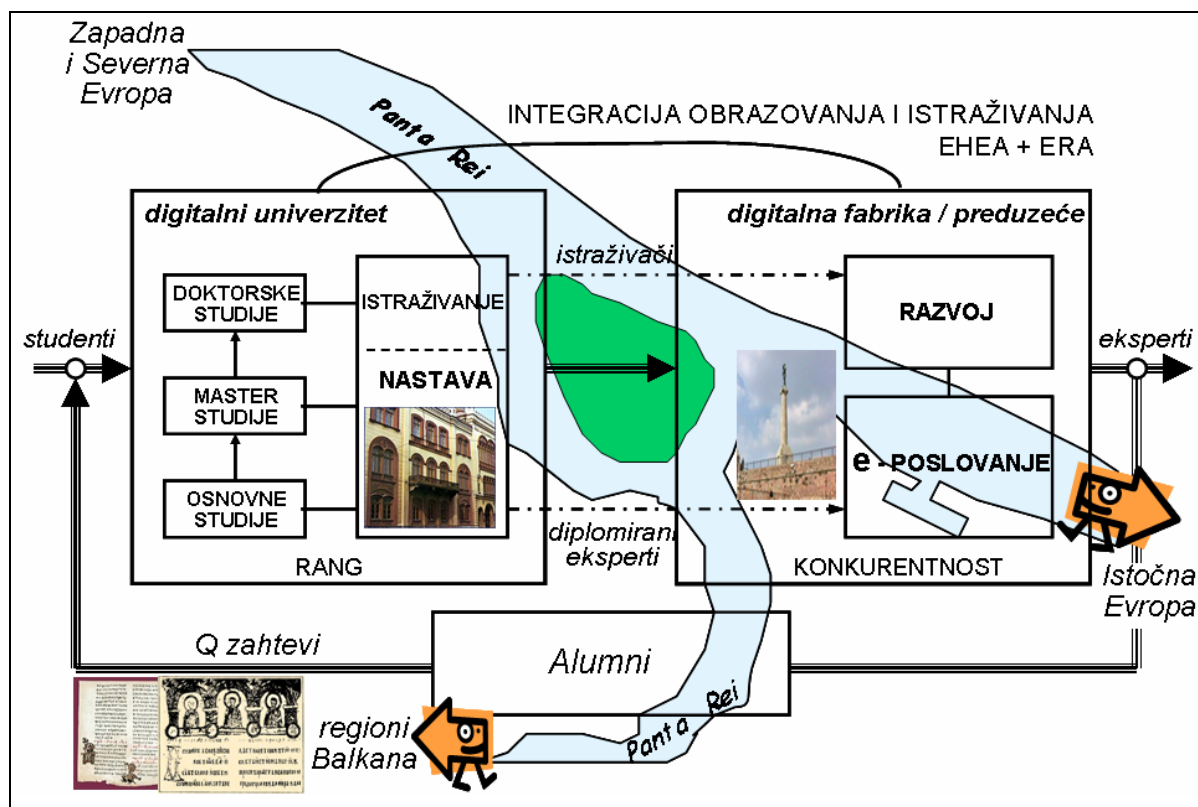 Zapadna
i Severna
Evropa
Panta Rei
INTEGRACIJA OBRAZOVANJA I ISTRAŽIVANJA
EHEA + ERA
digitalni univerzitet
digitalna fabrika / preduzeće
istraživači
DOKTORSKE
STUDIJE
ISTRAŽIVANJE
RAZVOJ
studenti
eksperti
MASTER
STUDIJE
NASTAVA
e - POSLOVANJE
OSNOVNE
STUDIJE
diplomirani
eksperti
RANG
KONKURENTNOST
Istočna
Evropa
Q zahtevi
Alumni
regioni
Balkana
Panta Rei